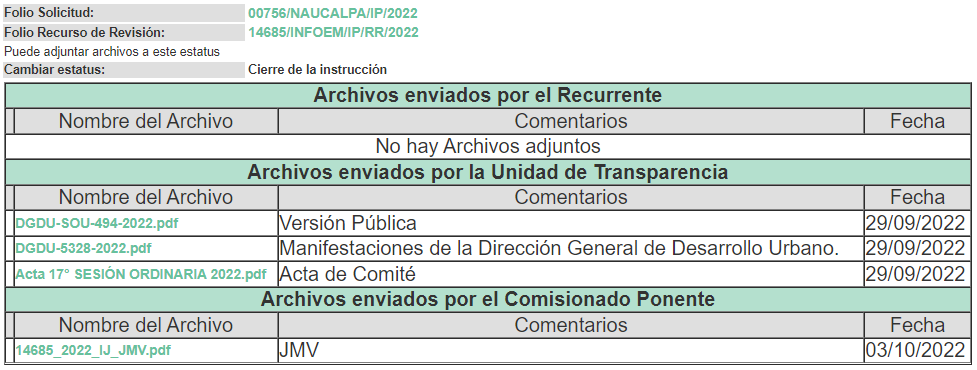 Folio Solicitud: 00756/NAUCALPA/IP/2022
Folio Recurso de Revisión: 14685/INFOEM/IP/RR/2022
Puede adjuntar archivos a este estatus
Cambiar estatus: Cierre de la instrucción
Archivos enviados por el Recurrente
Nombre del Archivo Comentarios Fecha
No hay Archivos adjuntos
Archivos enviados por la Unidad de Transparencia
Nombre del Archivo Comentarios Fecha
DGDU-SOU-494-2022.pdf Versión Pública 29/09/2022
DGDU-5328-2022.pdf Manifestaciones de la Dirección General de Desarrollo Urbano. 29/09/2022
Acta 17° SESIÓN ORDINARIA 2022.pdf Acta de Comité 29/09/2022
Archivos enviados por el Comisionado Ponente
Nombre del Archivo Comentarios Fecha
14685_2022_IJ_JMV.pdf JMV 03/10/2022